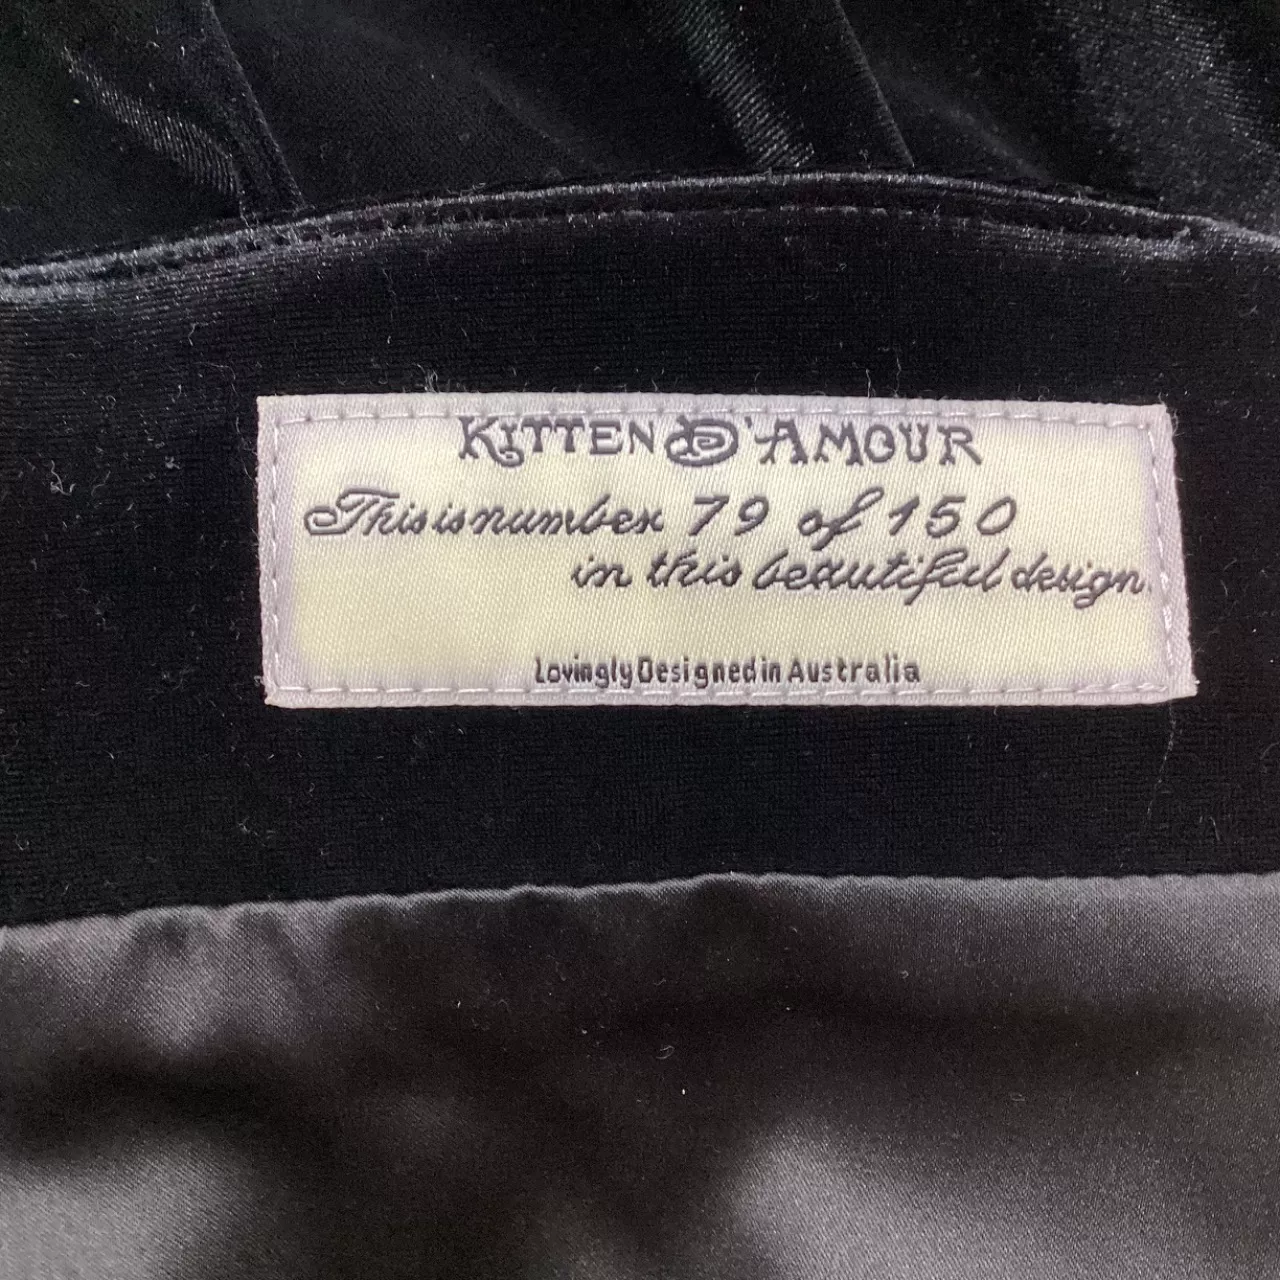 KITTEN D'AMOUR
This is number 79 of 150
in this beautiful design.
Lovingly Designed in Australia